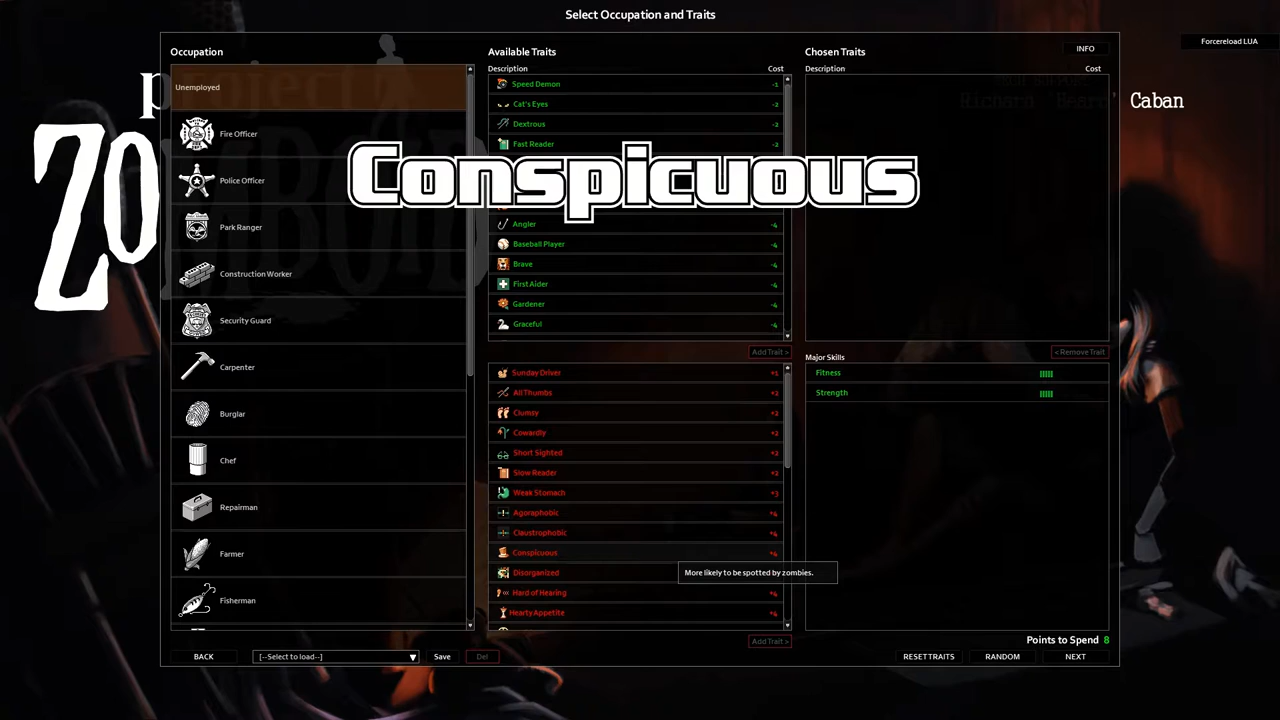 Select Occupation and Traits
Forcereload LUA
Occupation
Unemployed
Fire Officer
Police Officer
Park Ranger
Construction Worker
Security Guard
Carpenter
Burglar
Chef
Repairman
Farmer
Fisherman
Available Traits
Description Cost
Speed Demon -1
Cat's Eyes -2
Dextrous -2
Fast Reader -2
Conspicuous
Angler -4
Baseball Player -4
Brave -4
First Aider -4
Gardener -4
Graceful -4
Add Trait >
Sunday Driver +1
All Thumbs +2
Clumsy +2
Cowardly +2
Short Sighted +2
Slow Reader +2
Weak Stomach +3
Agoraphobic +4
Claustrophobic +4
Conspicuous +4
Disorganized
More likely to be spotted by zombies.
Hard of Hearing +4
Hearty Appetite +4
Add Trait >
Chosen Traits
INFO
Description Cost
Caban
< Remove Trait
Major Skills
Fitness
Strength
Points to Spend 8
BACK
[--Select to load--]
Save
Del
RESET TRAITS
RANDOM
NEXT